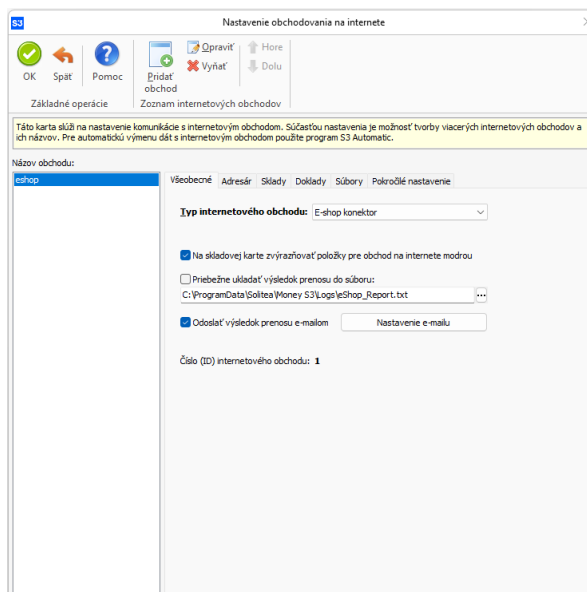 S3 Nastavenie obchodovania na internete
OK
Späť
Pomoc
Pridať obchod
Opraviť
Vyňať
Hore
Dolu
Základné operácie
Zoznam internetových obchodov
Táto karta slúži na nastavenie komunikácie s internetovým obchodom. Súčasťou nastavenia je možnosť tvorby viacerých internetových obchodov a
ich názvov. Pre automatickú výmenu dát s internetovým obchodom použite program S3 Automatic.
Názov obchodu:
eshop
Všeobecné Adresár Sklady Doklady Súbory Pokročilé nastavenie
Typ internetového obchodu: E-shop konektor
Na skladovej karte zvýrazňovať položky pre obchod na internete modrou
Priebežne ukladať výsledok prenosu do súboru:
C:\ProgramData\Solitea\Money S3\Logs\eShop_Report.txt ...
Odoslať výsledok prenosu e-mailom Nastavenie e-mailu
Číslo (ID) internetového obchodu: 1